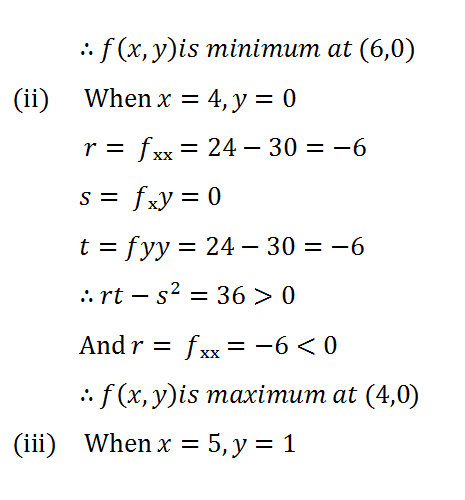 ∴ f(x, y)is minimum at (6,0)
(ii) When x = 4, y = 0
r = fₓₓ = 24 − 30 = −6
s = fₓy = 0
t = fyy = 24 − 30 = −6
∴ rt − s² = 36 > 0
And r = fₓₓ = −6 < 0
∴ f(x, y)is maximum at (4,0)
(iii) When x = 5, y = 1